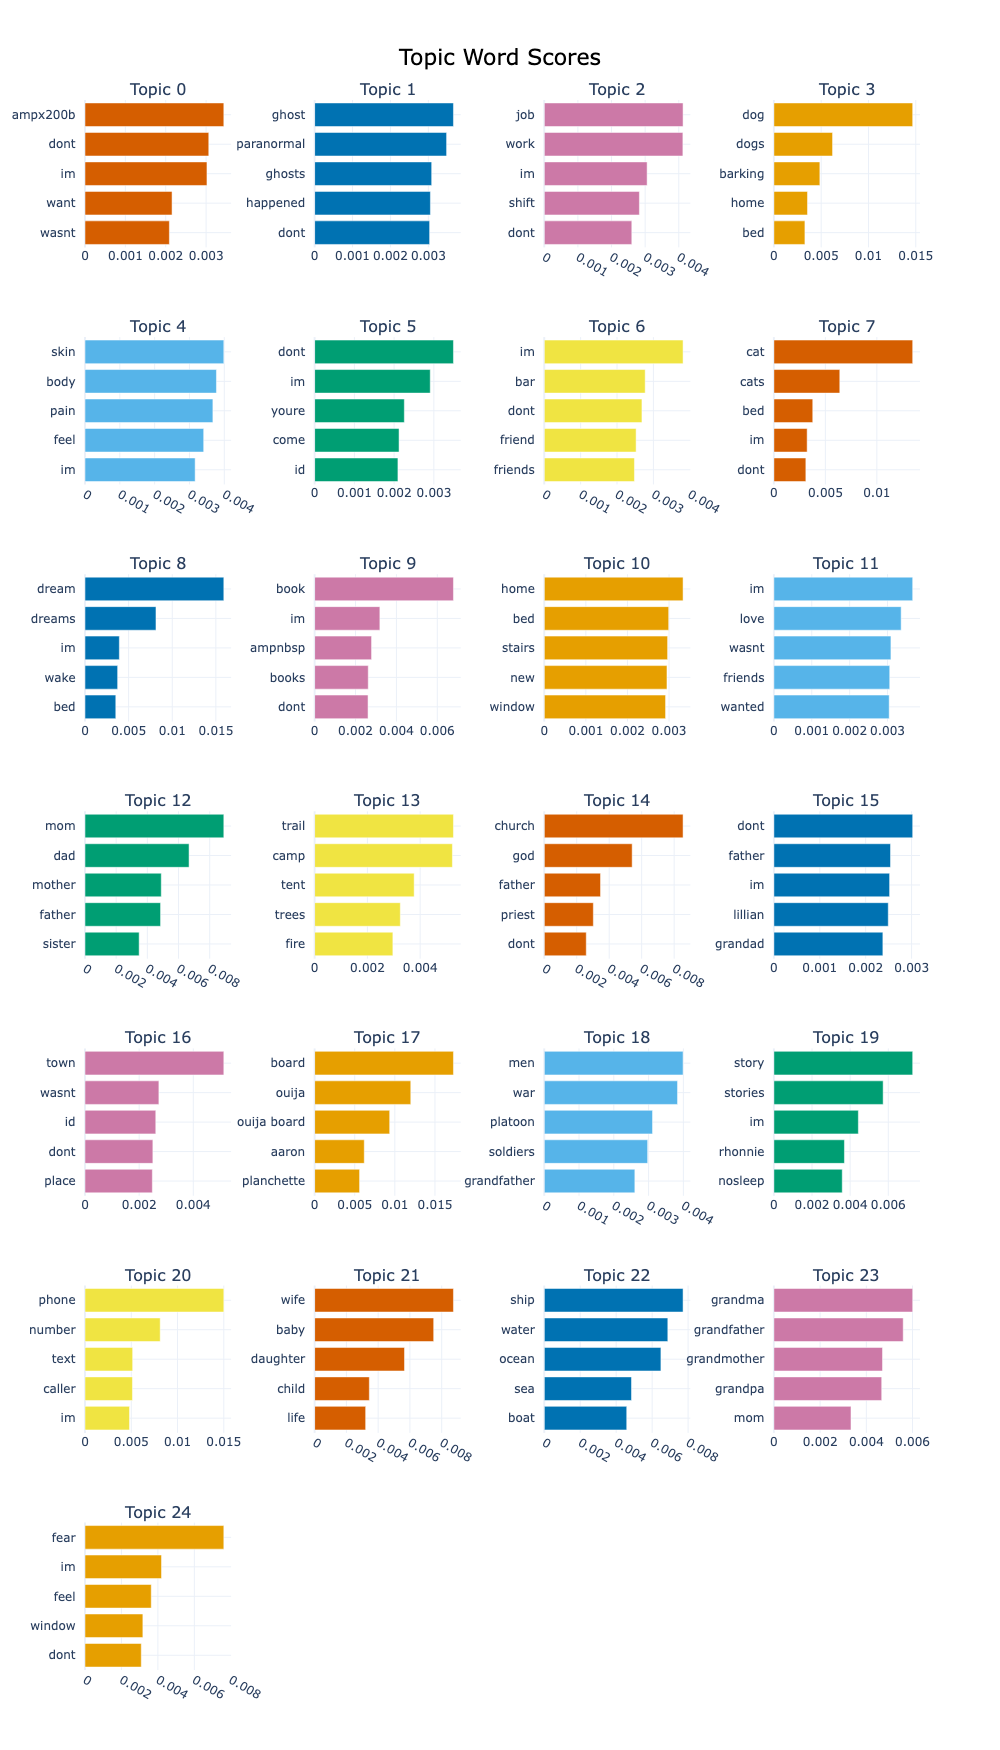 Topic Word Scores
Topic 0
ampx200b
dont
im
want
wasnt
0 0.001 0.002 0.003
Topic 1
ghost
paranormal
ghosts
happened
dont
0 0.001 0.002 0.003
Topic 2
job
work
im
shift
dont
0 0.001 0.002 0.003 0.004
Topic 3
dog
dogs
barking
home
bed
0 0.005 0.01 0.015
Topic 4
skin
body
pain
feel
im
0 0.001 0.002 0.003 0.004
Topic 5
dont
im
youre
come
id
0 0.001 0.002 0.003
Topic 6
im
bar
dont
friend
friends
0 0.001 0.002 0.003 0.004
Topic 7
cat
cats
bed
im
dont
0 0.005 0.01
Topic 8
dream
dreams
im
wake
bed
0 0.005 0.01 0.015
Topic 9
book
im
ampnbsp
books
dont
0 0.002 0.004 0.006
Topic 10
home
bed
stairs
new
window
0 0.001 0.002 0.003
Topic 11
im
love
wasnt
friends
wanted
0 0.001 0.002 0.003
Topic 12
mom
dad
mother
father
sister
0 0.002 0.004 0.006 0.008
Topic 13
trail
camp
tent
trees
fire
0 0.002 0.004
Topic 14
church
god
father
priest
dont
0 0.002 0.004 0.006 0.008
Topic 15
dont
father
im
lillian
grandad
0 0.001 0.002 0.003
Topic 16
town
wasnt
id
dont
place
0 0.002 0.004
Topic 17
board
ouija
ouija board
aaron
planchette
0 0.005 0.01 0.015
Topic 18
men
war
platoon
soldiers
grandfather
0 0.001 0.002 0.003 0.004
Topic 19
story
stories
im
rhonnie
nosleep
0 0.002 0.004 0.006
Topic 20
phone
number
text
caller
im
0 0.005 0.01 0.015
Topic 21
wife
baby
daughter
child
life
0 0.002 0.004 0.006 0.008
Topic 22
ship
water
ocean
sea
boat
0 0.002 0.004 0.006 0.008
Topic 23
grandma
grandfather
grandmother
grandpa
mom
0 0.002 0.004 0.006
Topic 24
fear
im
feel
window
dont
0 0.002 0.004 0.006 0.008